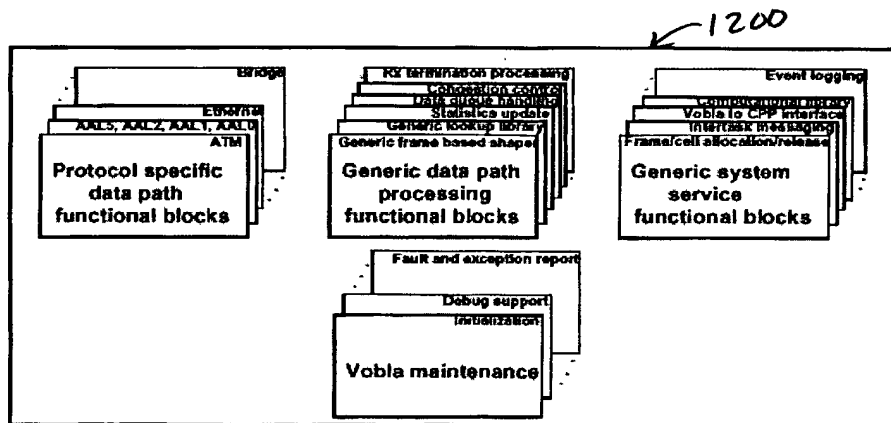 1200
Bridge
Ethernet
AAL5, AAL2, AAL1, AAL0
ATM
Protocol specific
data path
functional blocks
Rx termination processing
Congestion control
Data queue handling
Statistics update
Generic lookup library
Generic frame based shaper
Generic data path
processing
functional blocks
Event logging
Computational library
Vobla to CPP interface
Intertask messaging
Frame/cell allocation/release
Generic system
service
functional blocks
Fault and exception report
Debug support
Initialization
Vobla maintenance